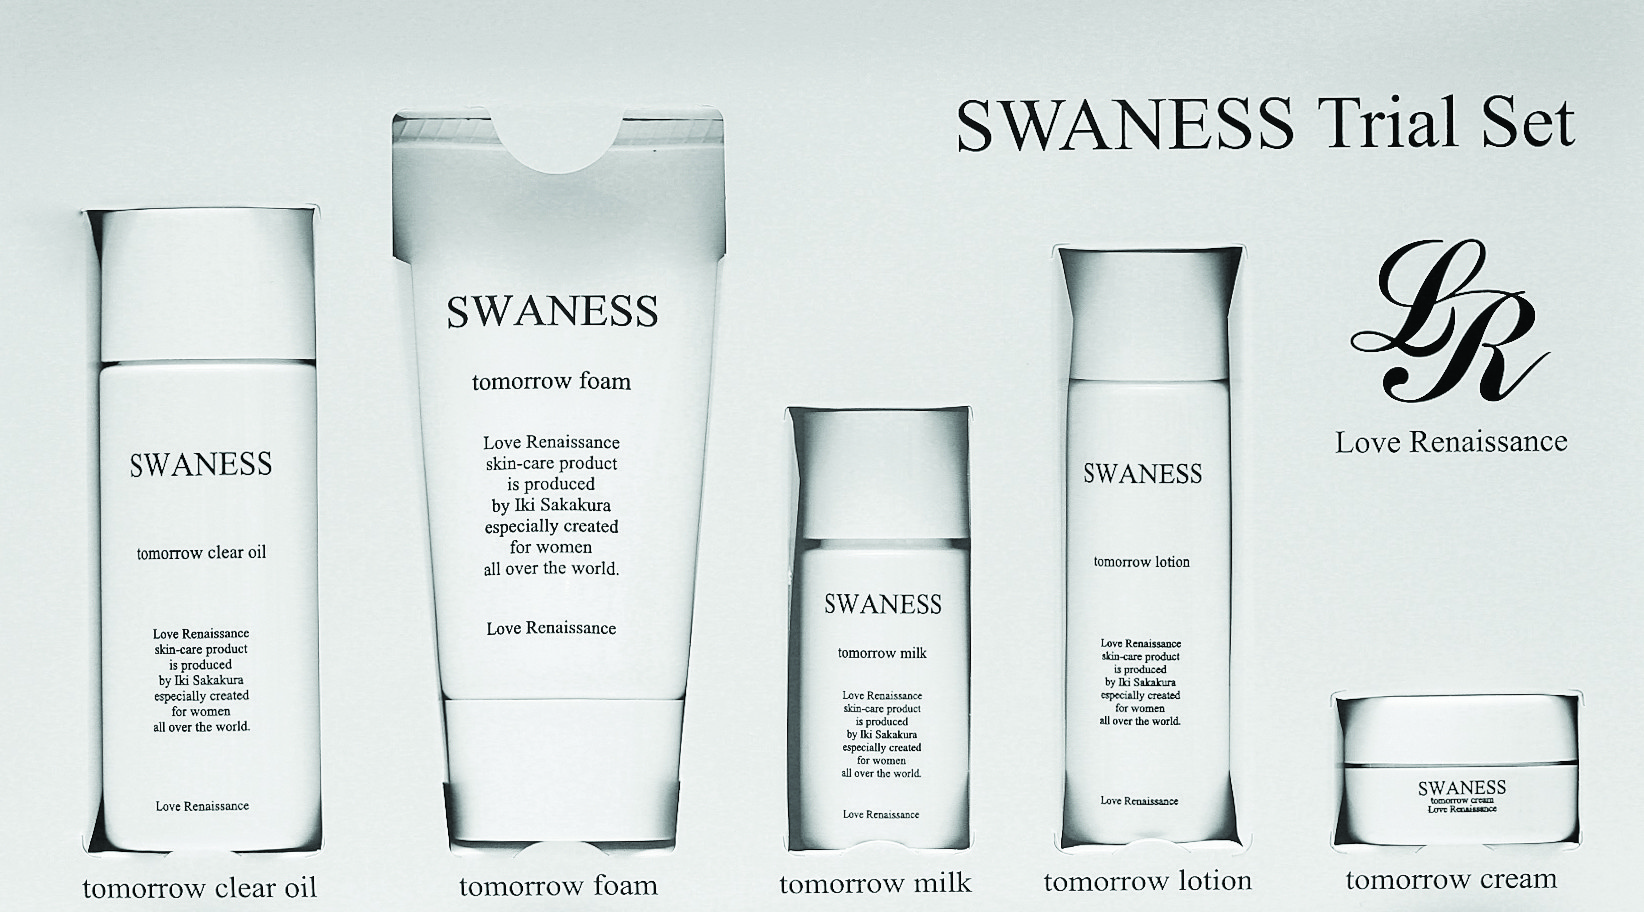 SWANESS Trial Set
LR
Love Renaissance
SWANESS
tomorrow clear oil
Love Renaissance
skin-care product
is produced
by Iki Sakakura
especially created
for women
all over the world.
Love Renaissance
tomorrow clear oil
SWANESS
tomorrow foam
Love Renaissance
skin-care product
is produced
by Iki Sakakura
especially created
for women
all over the world.
Love Renaissance
tomorrow foam
SWANESS
tomorrow milk
Love Renaissance
skin-care product
is produced
by Iki Sakakura
especially created
for women
all over the world.
Love Renaissance
tomorrow milk
SWANESS
tomorrow lotion
Love Renaissance
skin-care product
is produced
by Iki Sakakura
especially created
for women
all over the world.
Love Renaissance
tomorrow lotion
SWANESS
tomorrow cream
Love Renaissance
tomorrow cream